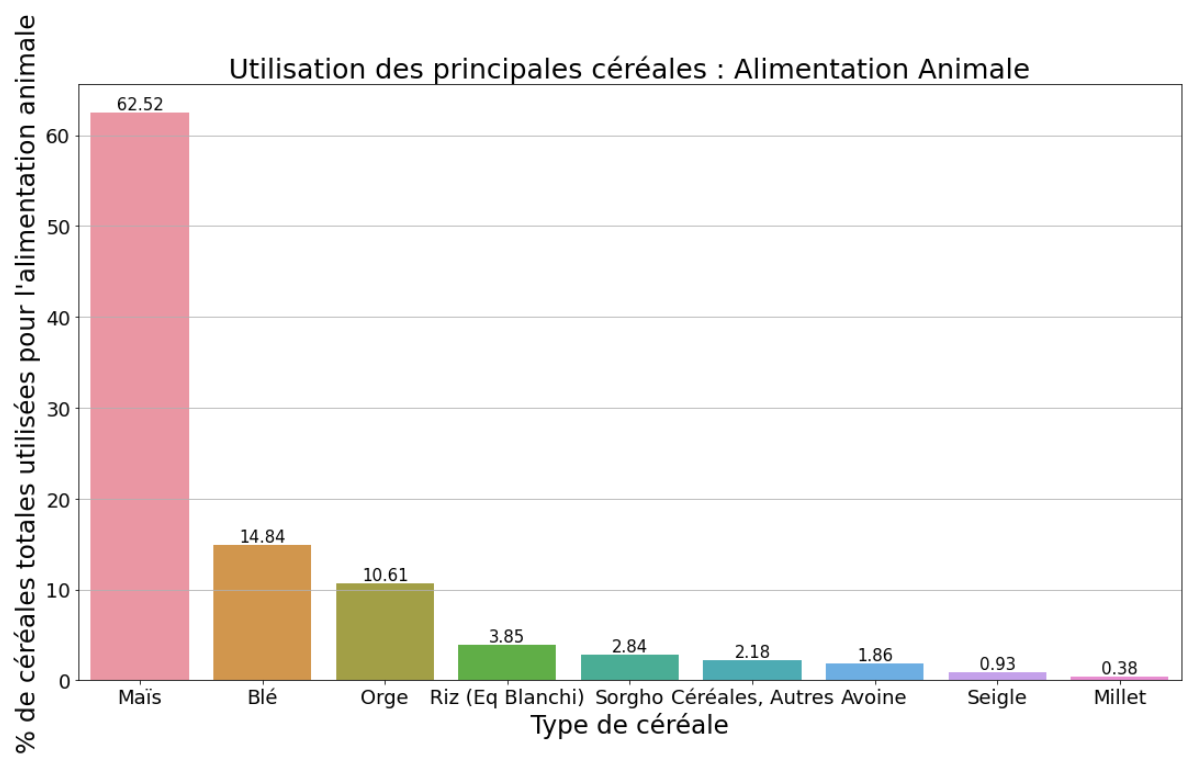 Utilisation des principales céréales : Alimentation Animale
% de céréales totales utilisées pour l'alimentation animale
60
50
40
30
20
10
0
62.52
14.84
10.61
3.85
2.84
2.18
1.86
0.93
0.38
Maïs
Blé
Orge
Riz (Eq Blanchi)
Sorgho
Céréales, Autres
Avoine
Seigle
Millet
Type de céréale